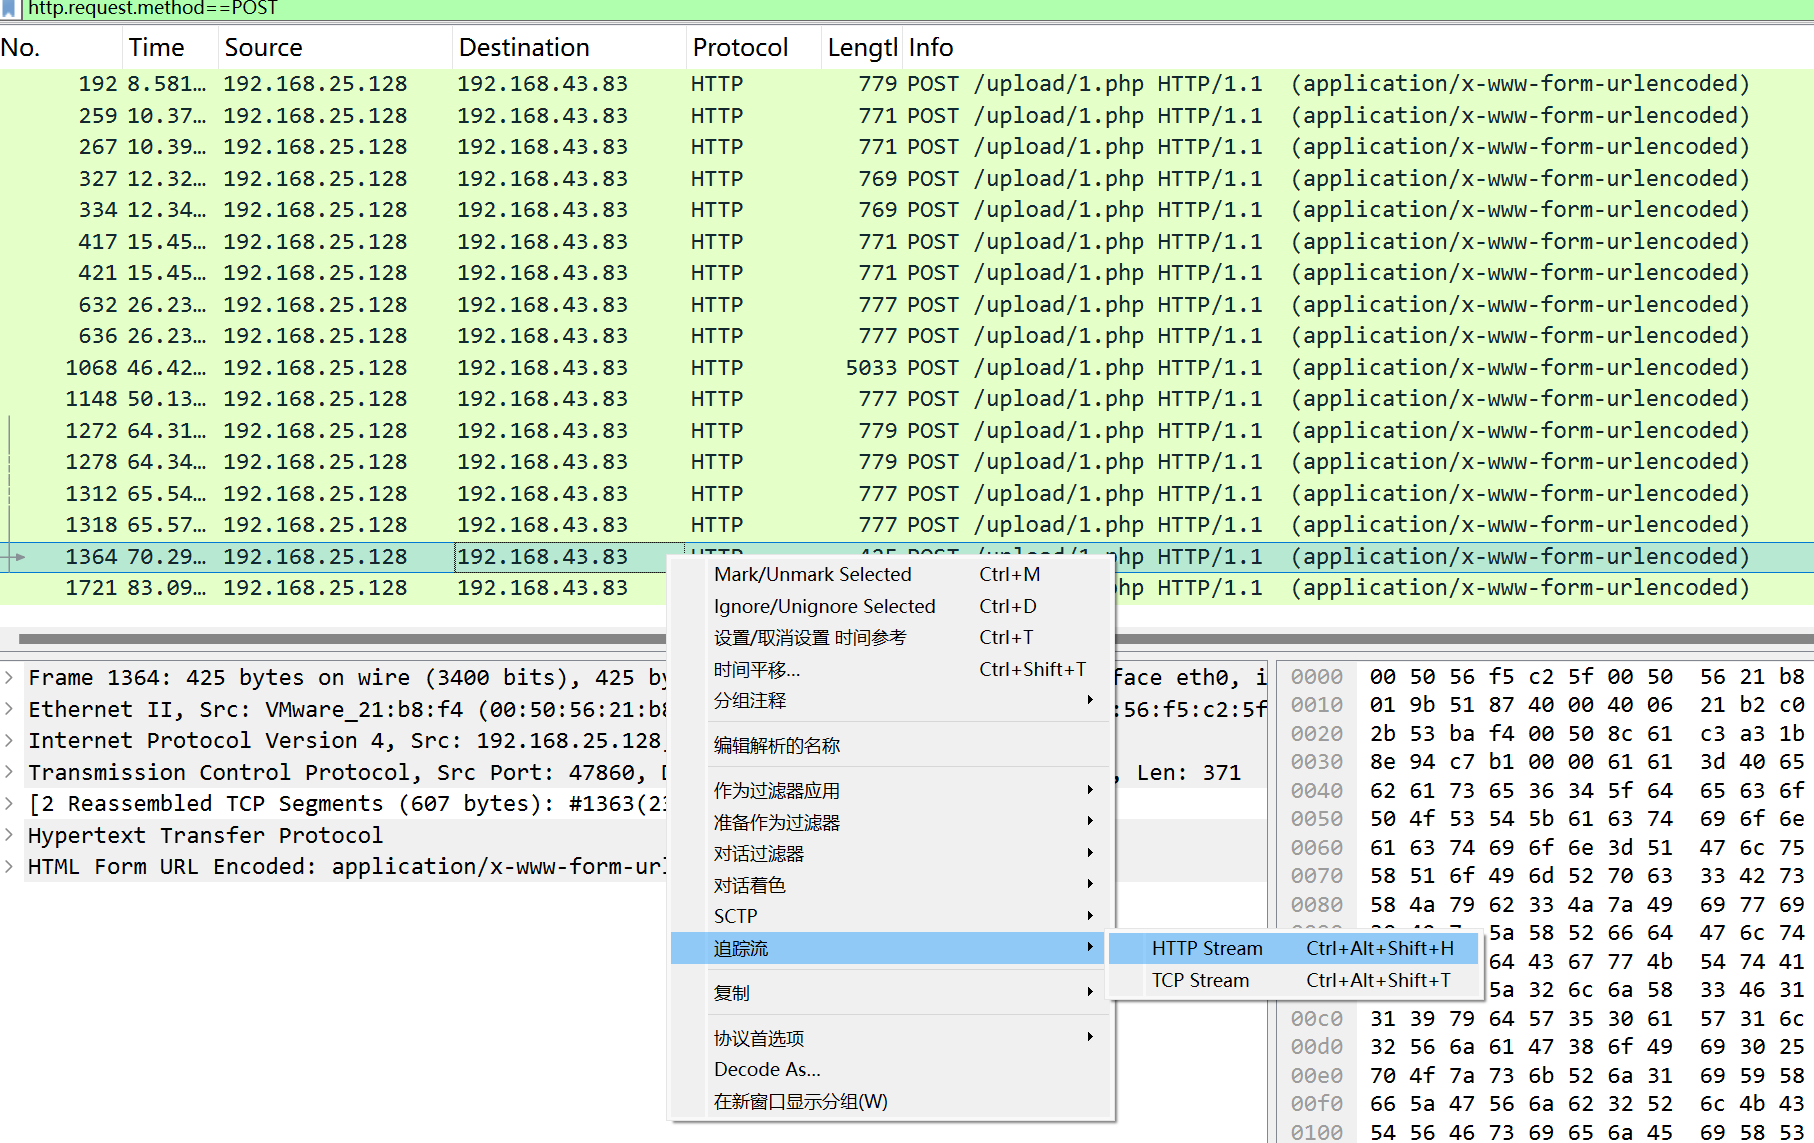 http.request.method==POST
No. Time Source Destination Protocol Lengtl Info
192 8.581… 192.168.25.128 192.168.43.83 HTTP 779 POST /upload/1.php HTTP/1.1 (application/x-www-form-urlencoded)
259 10.37… 192.168.25.128 192.168.43.83 HTTP 771 POST /upload/1.php HTTP/1.1 (application/x-www-form-urlencoded)
267 10.39… 192.168.25.128 192.168.43.83 HTTP 771 POST /upload/1.php HTTP/1.1 (application/x-www-form-urlencoded)
327 12.32… 192.168.25.128 192.168.43.83 HTTP 769 POST /upload/1.php HTTP/1.1 (application/x-www-form-urlencoded)
334 12.34… 192.168.25.128 192.168.43.83 HTTP 769 POST /upload/1.php HTTP/1.1 (application/x-www-form-urlencoded)
417 15.45… 192.168.25.128 192.168.43.83 HTTP 771 POST /upload/1.php HTTP/1.1 (application/x-www-form-urlencoded)
421 15.45… 192.168.25.128 192.168.43.83 HTTP 771 POST /upload/1.php HTTP/1.1 (application/x-www-form-urlencoded)
632 26.23… 192.168.25.128 192.168.43.83 HTTP 777 POST /upload/1.php HTTP/1.1 (application/x-www-form-urlencoded)
636 26.23… 192.168.25.128 192.168.43.83 HTTP 777 POST /upload/1.php HTTP/1.1 (application/x-www-form-urlencoded)
1068 46.42… 192.168.25.128 192.168.43.83 HTTP 5033 POST /upload/1.php HTTP/1.1 (application/x-www-form-urlencoded)
1148 50.13… 192.168.25.128 192.168.43.83 HTTP 777 POST /upload/1.php HTTP/1.1 (application/x-www-form-urlencoded)
1272 64.31… 192.168.25.128 192.168.43.83 HTTP 779 POST /upload/1.php HTTP/1.1 (application/x-www-form-urlencoded)
1278 64.34… 192.168.25.128 192.168.43.83 HTTP 779 POST /upload/1.php HTTP/1.1 (application/x-www-form-urlencoded)
1312 65.54… 192.168.25.128 192.168.43.83 HTTP 777 POST /upload/1.php HTTP/1.1 (application/x-www-form-urlencoded)
1318 65.57… 192.168.25.128 192.168.43.83 HTTP 777 POST /upload/1.php HTTP/1.1 (application/x-www-form-urlencoded)
1364 70.29… 192.168.25.128 192.168.43.83 HTTP 425 POST /upload/1.php HTTP/1.1 (application/x-www-form-urlencoded)
1721 83.09… 192.168.25.128 192.168.43.83 hp HTTP/1.1 (application/x-www-form-urlencoded)
Mark/Unmark Selected Ctrl+M
Ignore/Unignore Selected Ctrl+D
设置/取消设置 时间参考 Ctrl+T
时间平移... Ctrl+Shift+T
分组注释
编辑解析的名称
作为过滤器应用
准备作为过滤器
对话过滤器
对话着色
SCTP
追踪流
复制
协议首选项
Decode As...
在新窗口显示分组(W)
HTTP Stream Ctrl+Alt+Shift+H
TCP Stream Ctrl+Alt+Shift+T
Frame 1364: 425 bytes on wire (3400 bits), 425 by face eth0, i
Ethernet II, Src: VMware_21:b8:f4 (00:50:56:21:b8 :56:f5:c2:5f
Internet Protocol Version 4, Src: 192.168.25.128,
Transmission Control Protocol, Src Port: 47860, D , Len: 371
[2 Reassembled TCP Segments (607 bytes): #1363(23
Hypertext Transfer Protocol
HTML Form URL Encoded: application/x-www-form-url
0000 00 50 56 f5 c2 5f 00 50 56 21 b8
0010 01 9b 51 87 40 00 40 06 21 b2 c0
0020 2b 53 ba f4 00 50 8c 61 c3 a3 1b
0030 8e 94 c7 b1 00 00 61 61 3d 40 65
0040 62 61 73 65 36 34 5f 64 65 63 6f
0050 50 4f 53 54 5b 61 63 74 69 6f 6e
0060 61 63 74 69 6f 6e 3d 51 47 6c 75
0070 58 51 6f 49 6d 52 70 63 33 42 73
0080 58 4a 79 62 33 4a 7a 49 69 77 69
5a 58 52 66 64 47 6c 74
64 43 67 77 4b 54 74 41
5a 32 6c 6a 58 33 46 31
00c0 31 39 79 64 57 35 30 61 57 31 6c
00d0 32 56 6a 61 47 38 6f 49 69 30 25
00e0 70 4f 7a 73 6b 52 6a 31 69 59 58
00f0 66 5a 47 56 6a 62 32 52 6c 4b 43
0100 54 56 46 73 69 65 6a 45 69 58 53